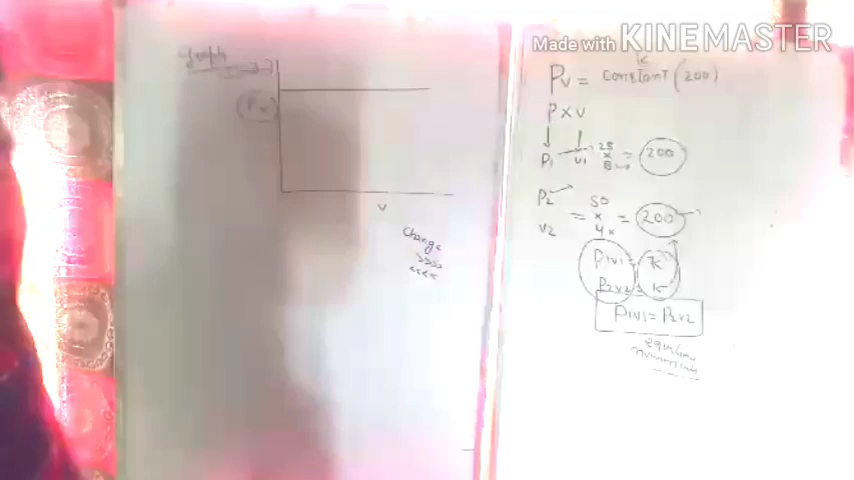 Made with KINEMASTER
Graph
PV
V
Change
>>>>
<<<<
K
PV = constant (200)
P x V
P1 V1 25 x 8 = 200
P2 50
V2 = x = 200
4
P1V1 = K
P2V2 = K
P1V1 = P2V2
numericals